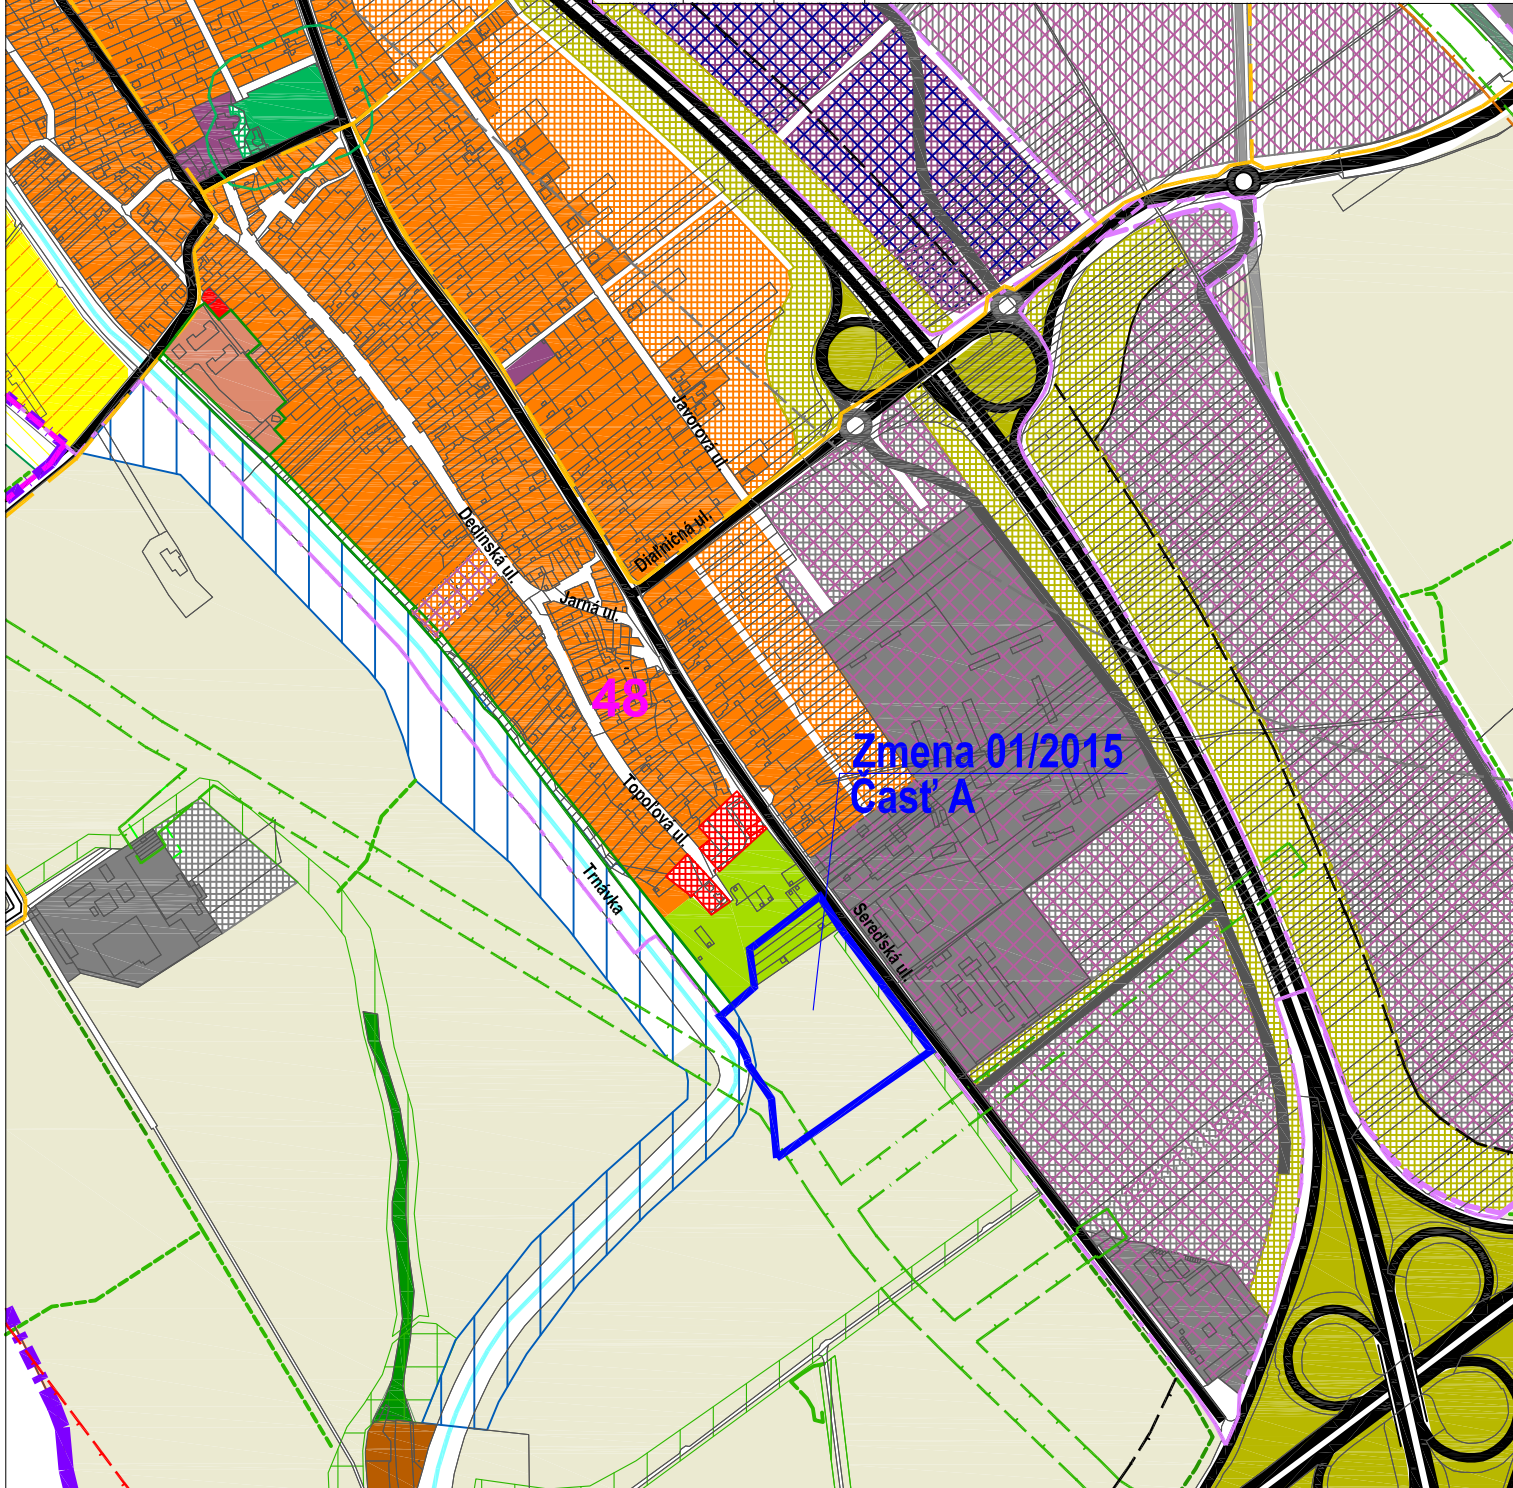 Javorová ul.
Diaľničná ul.
Dedinská ul.
Jarná ul.
48
Zmena 01/2015
Časť A
Topoľová ul.
Trnávka
Sereďská ul.